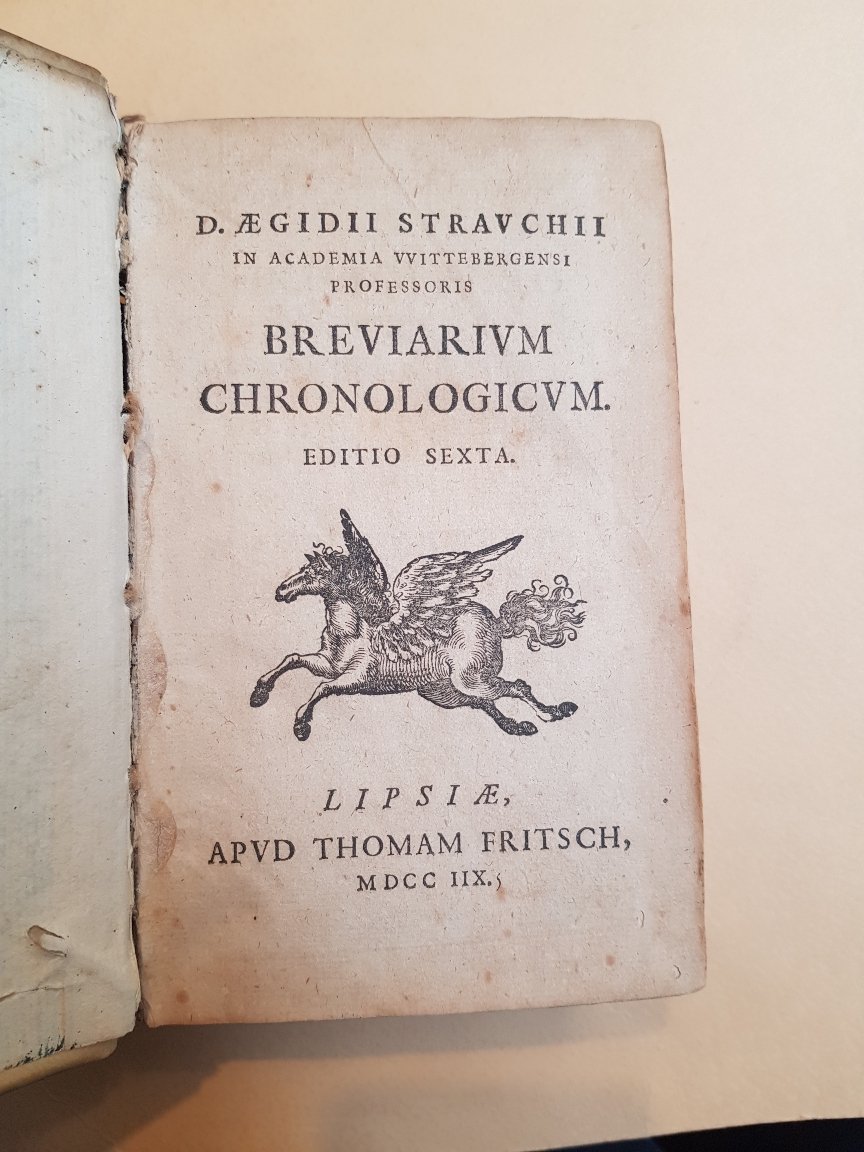 D. ÆGIDII STRAVCHII
IN ACADEMIA VVITTEBERGENSI
PROFESSORIS
BREVIARIVM
CHRONOLOGICVM.
EDITIO SEXTA.
LIPSIÆ,
APVD THOMAM FRITSCH,
MDCC IIX.